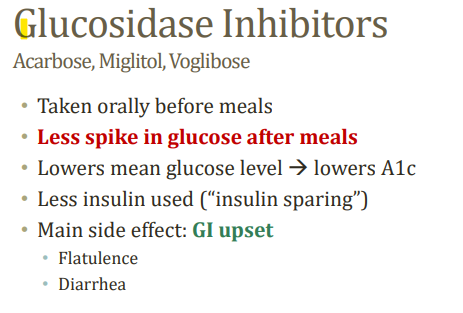 Glucosidase Inhibitors
Acarbose, Miglitol, Voglibose
• Taken orally before meals
• Less spike in glucose after meals
• Lowers mean glucose level → lowers A1c
• Less insulin used (“insulin sparing”)
• Main side effect: GI upset
• Flatulence
• Diarrhea